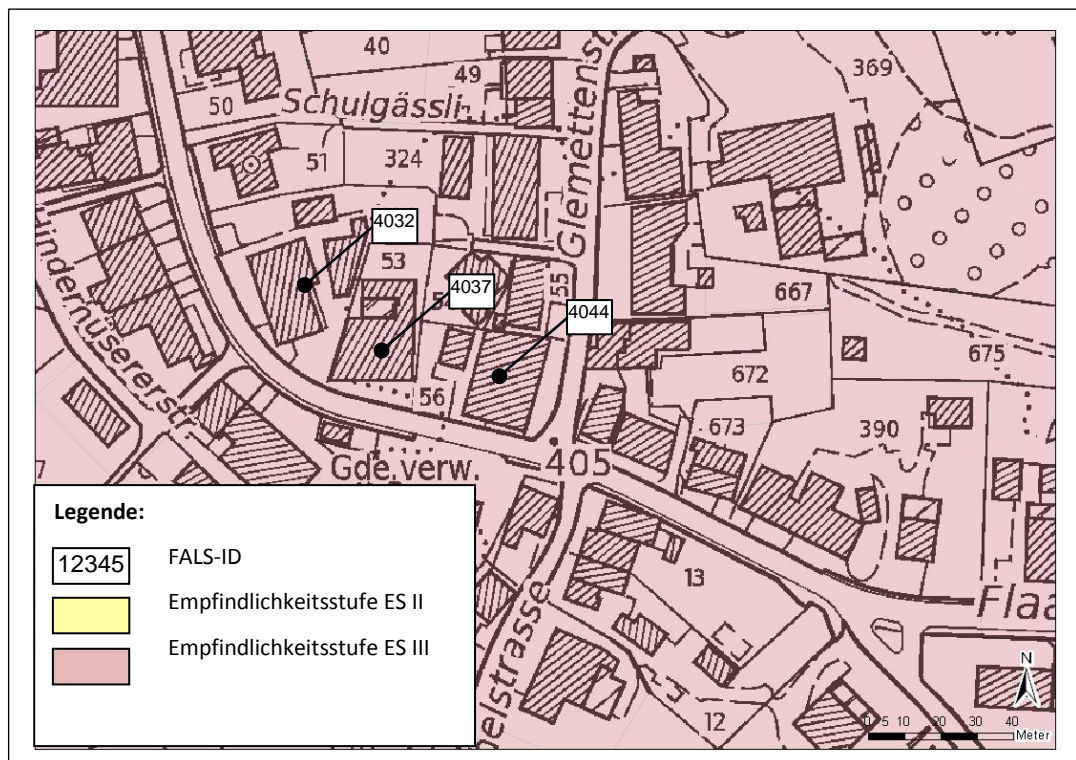 40
49
369
50
Schulgässli
51
324
Glemiettenstr
4032
53
4037
55
4044
667
675
672
56
673
390
405
Gde.verw.
Legende:
12345 FALS-ID
Empfindlichkeitsstufe ES II
Empfindlichkeitsstufe ES III
13
12
elstrasse
Flaa
N
0 5 10 20 30 40
Meter